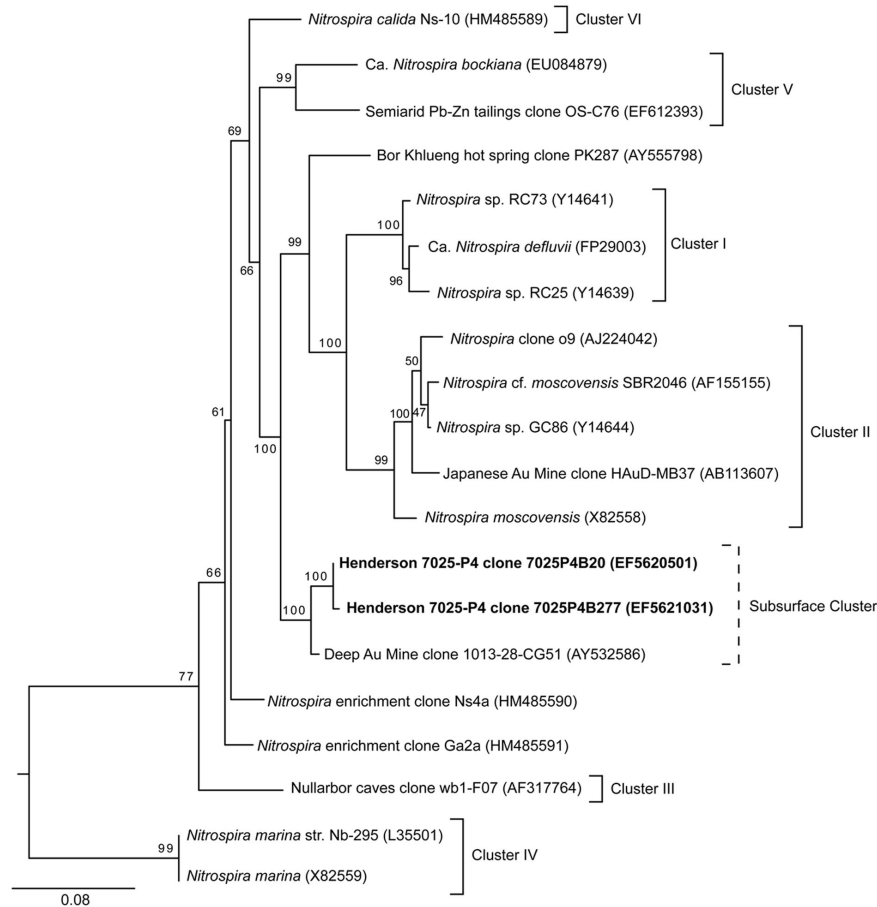 Nitrospira calida Ns-10 (HM485589)
Cluster VI
99
Ca. Nitrospira bockiana (EU084879)
Cluster V
Semiarid Pb-Zn tailings clone OS-C76 (EF612393)
69
Bor Khlueng hot spring clone PK287 (AY555798)
Nitrospira sp. RC73 (Y14641)
100
99
Ca. Nitrospira defluvii (FP29003)
Cluster I
66
96
Nitrospira sp. RC25 (Y14639)
100
Nitrospira clone o9 (AJ224042)
50
Nitrospira cf. moscovensis SBR2046 (AF155155)
61
100
47
Nitrospira sp. GC86 (Y14644)
Cluster II
100
99
Japanese Au Mine clone HAuD-MB37 (AB113607)
Nitrospira moscovensis (X82558)
Henderson 7025-P4 clone 7025P4B20 (EF5620501)
66
100
100
Henderson 7025-P4 clone 7025P4B277 (EF5621031)
Subsurface Cluster
Deep Au Mine clone 1013-28-CG51 (AY532586)
77
Nitrospira enrichment clone Ns4a (HM485590)
Nitrospira enrichment clone Ga2a (HM485591)
Nullarbor caves clone wb1-F07 (AF317764)
Cluster III
Nitrospira marina str. Nb-295 (L35501)
99
Cluster IV
Nitrospira marina (X82559)
0.08